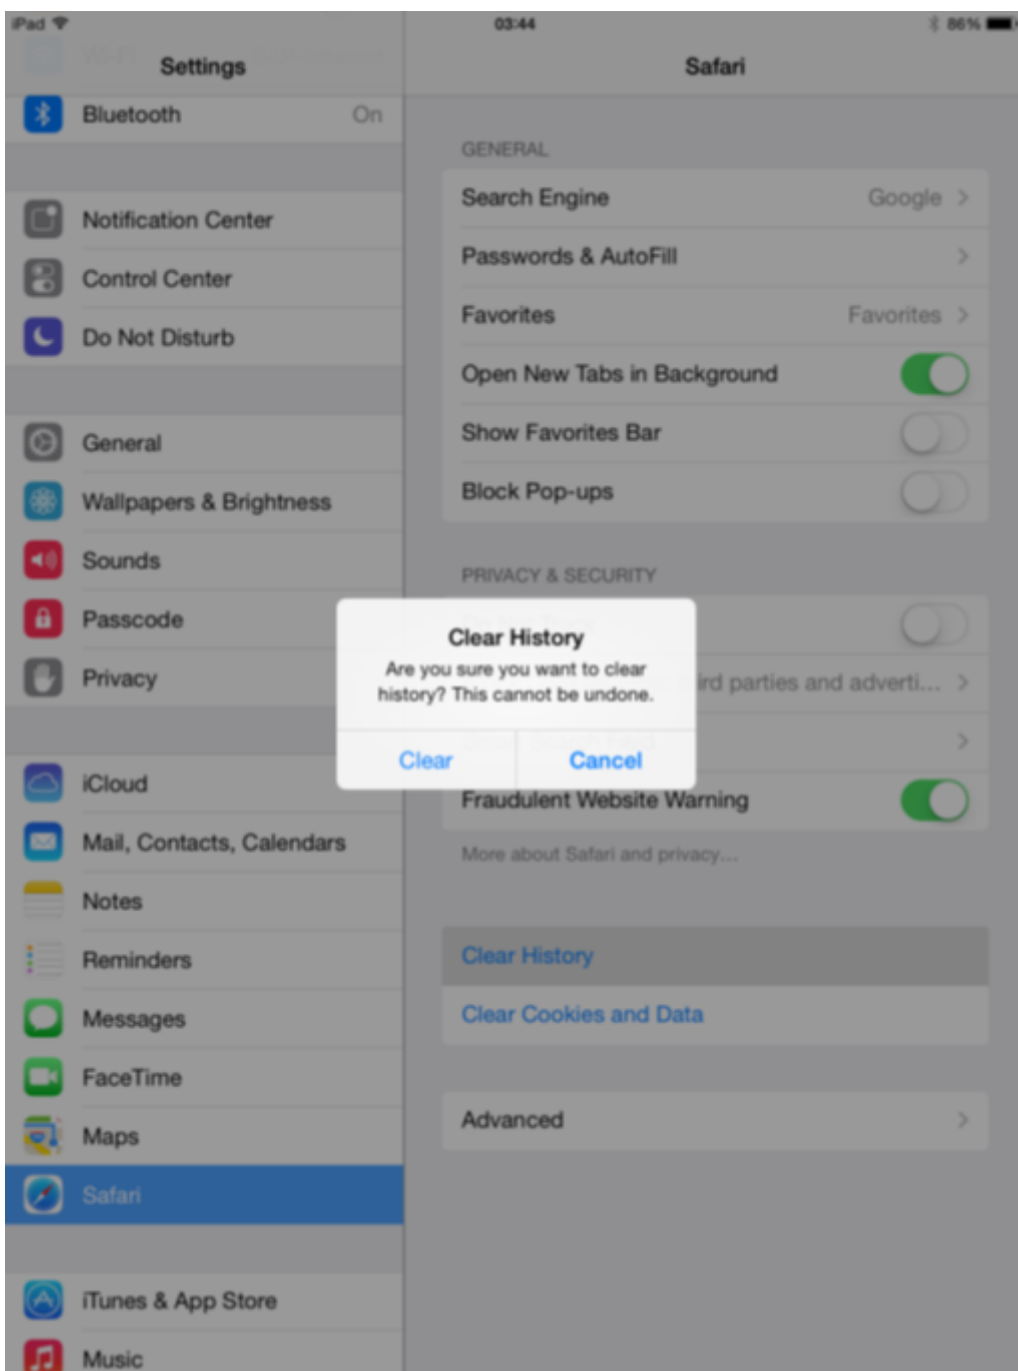 iPad
03:44
86%
Wi-Fi
Settings
Bluetooth On
Notification Center
Control Center
Do Not Disturb
General
Wallpapers & Brightness
Sounds
Passcode
Privacy
iCloud
Mail, Contacts, Calendars
Notes
Reminders
Messages
FaceTime
Maps
Safari
iTunes & App Store
Music
Safari
GENERAL
Search Engine Google
Passwords & AutoFill
Favorites Favorites
Open New Tabs in Background
Show Favorites Bar
Block Pop-ups
PRIVACY & SECURITY
ird parties and adverti...
Fraudulent Website Warning
More about Safari and privacy...
Clear History
Clear Cookies and Data
Advanced
Clear History
Are you sure you want to clear
history? This cannot be undone.
Clear Cancel